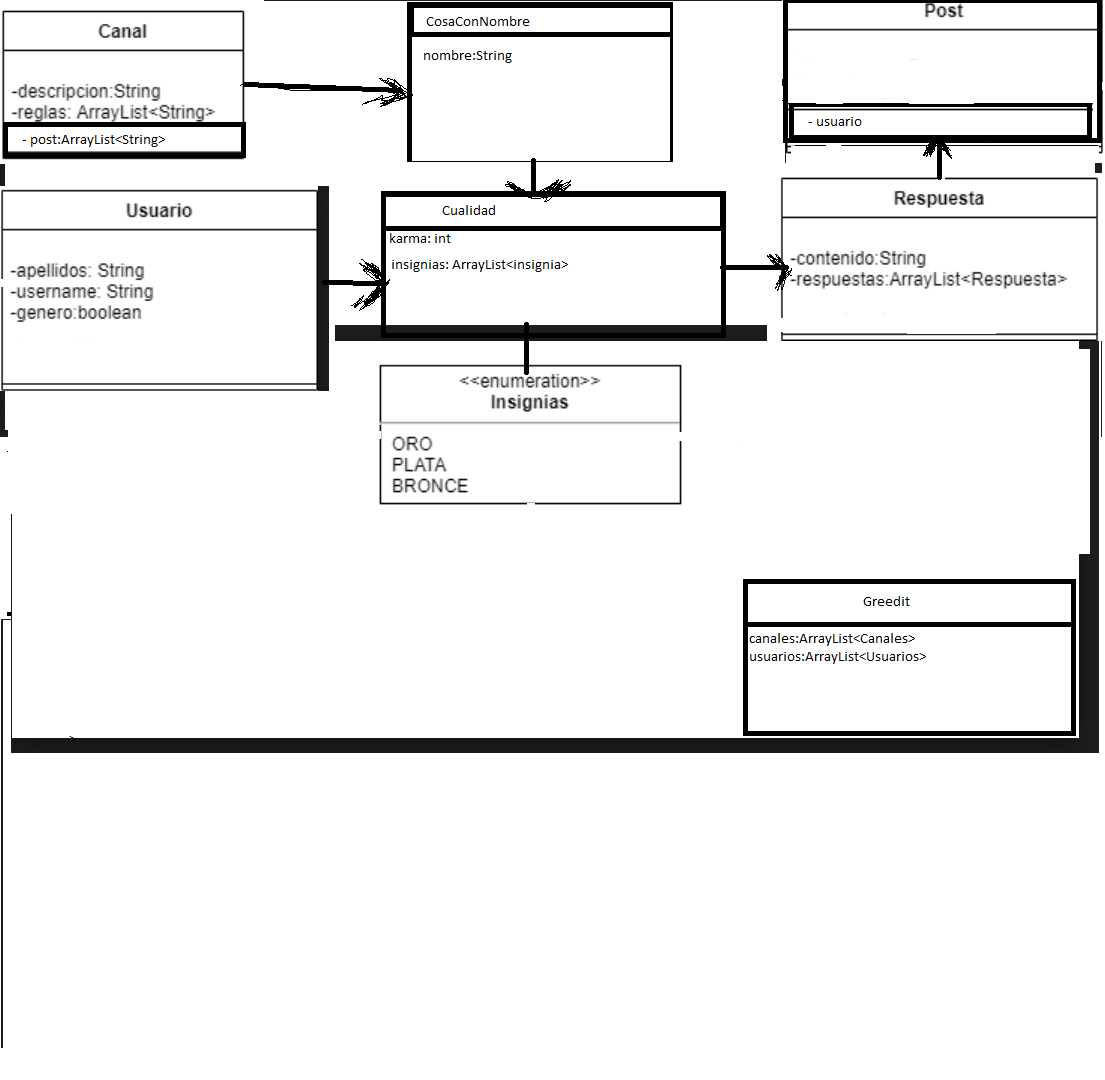 Canal
-descripcion:String
-reglas: ArrayList<String>
- post:ArrayList<String>
CosaConNombre
nombre:String
Post
- usuario
Usuario
-apellidos: String
-username: String
-genero:boolean
Cualidad
karma: int
insignias: ArrayList<insignia>
Respuesta
-contenido:String
-respuestas:ArrayList<Respuesta>
<<enumeration>>
Insignias
ORO
PLATA
BRONCE
Greedit
canales:ArrayList<Canales>
usuarios:ArrayList<Usuarios>